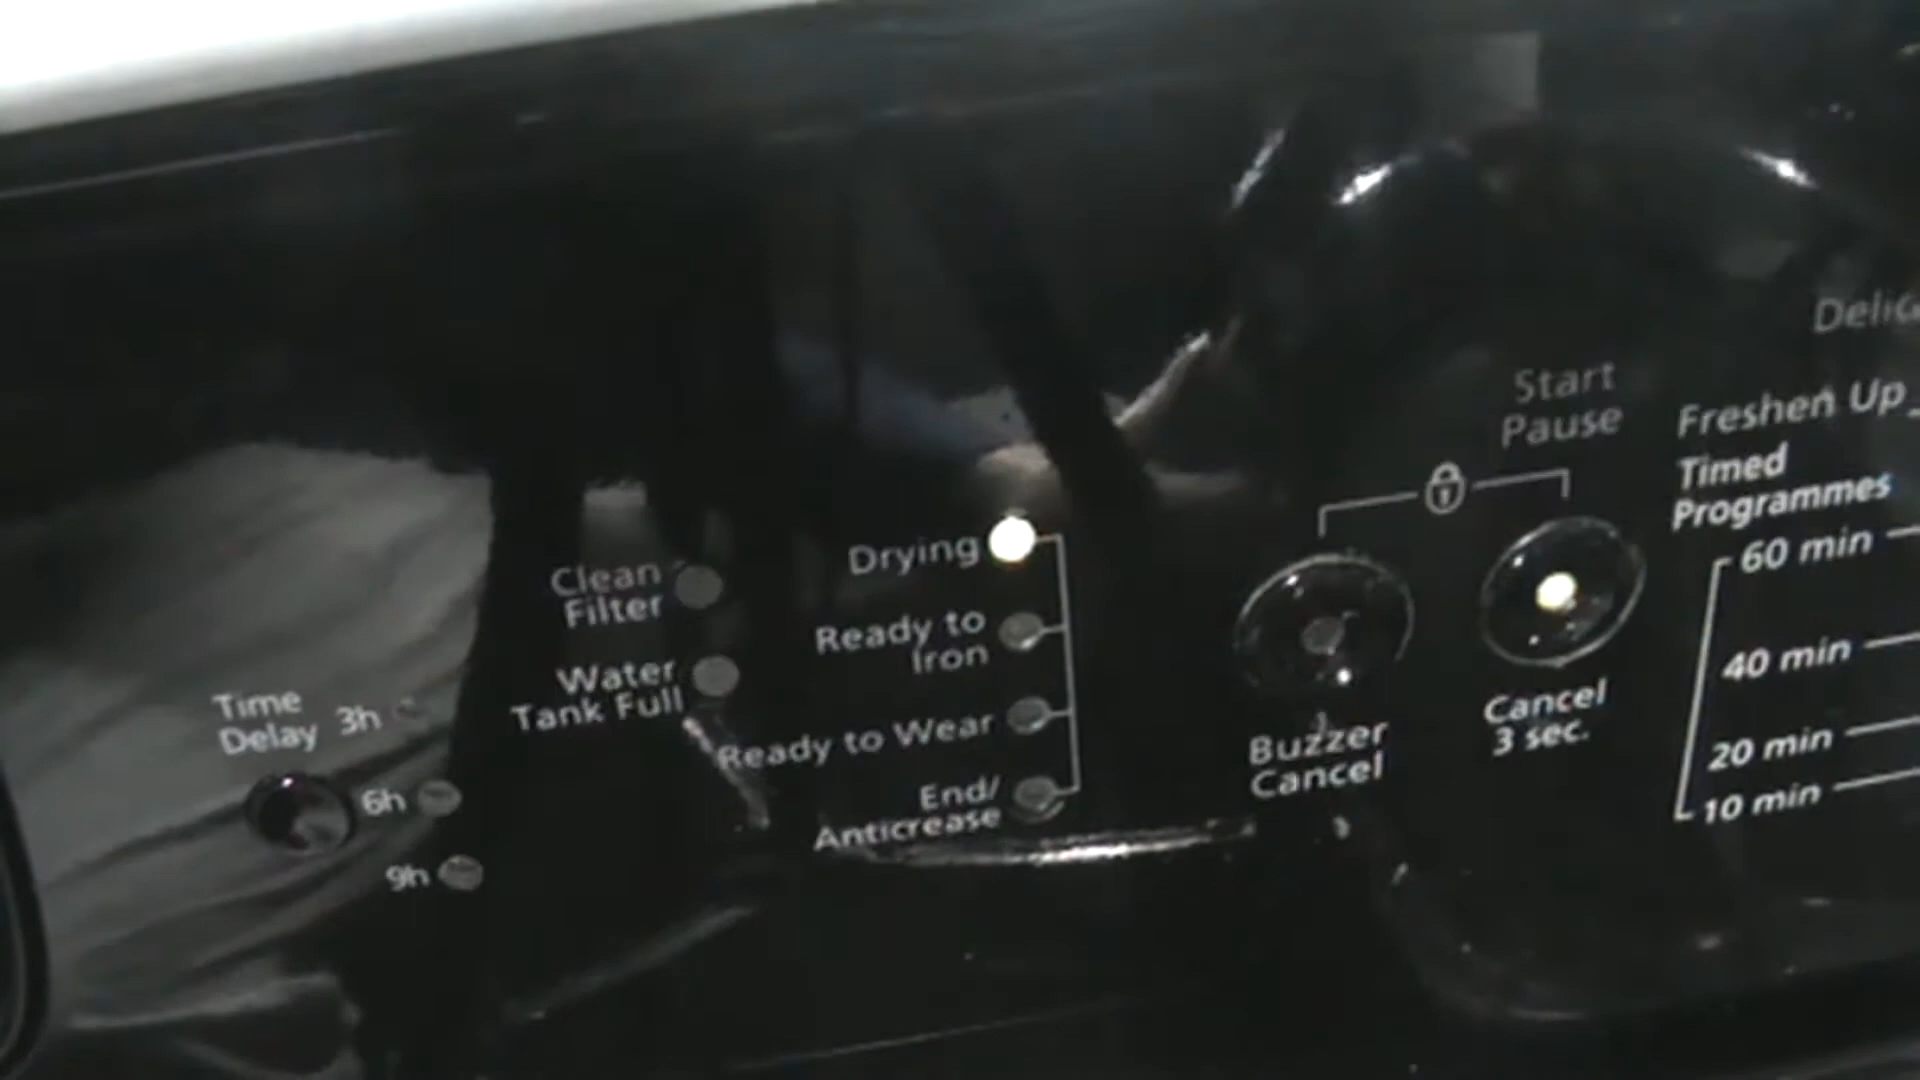 Time
Delay 3h
6h
9h
Clean
Filter
Water
Tank Full
Drying
Ready to
Iron
Ready to Wear
End/
Anticrease
Buzzer
Cancel
Start
Pause
Cancel
3 sec.
Freshen Up
Timed
Programmes
60 min
40 min
20 min
10 min